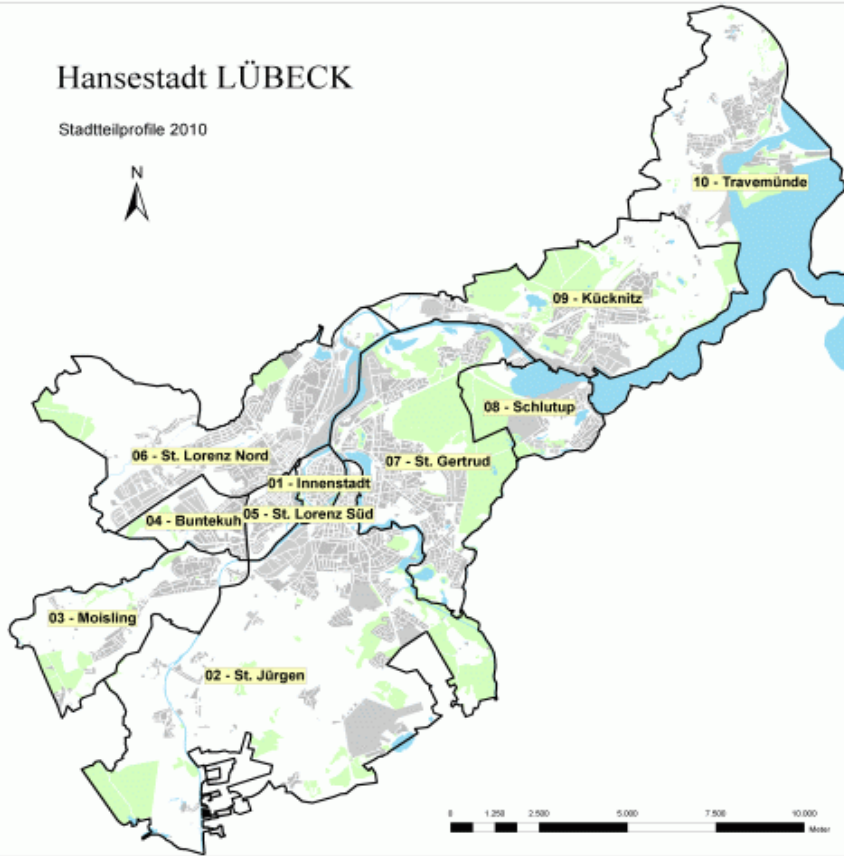 Hansestadt LÜBECK
Stadtteilprofile 2010
N
10 - Travemünde
09 - Kücknitz
08 - Schlutup
06 - St. Lorenz Nord
07 - St. Gertrud
01 - Innenstadt
04 - Buntekuh
05 - St. Lorenz Süd
03 - Moisling
02 - St. Jürgen
0 1.250 2.500 5.000 7.500 10.000
Meter